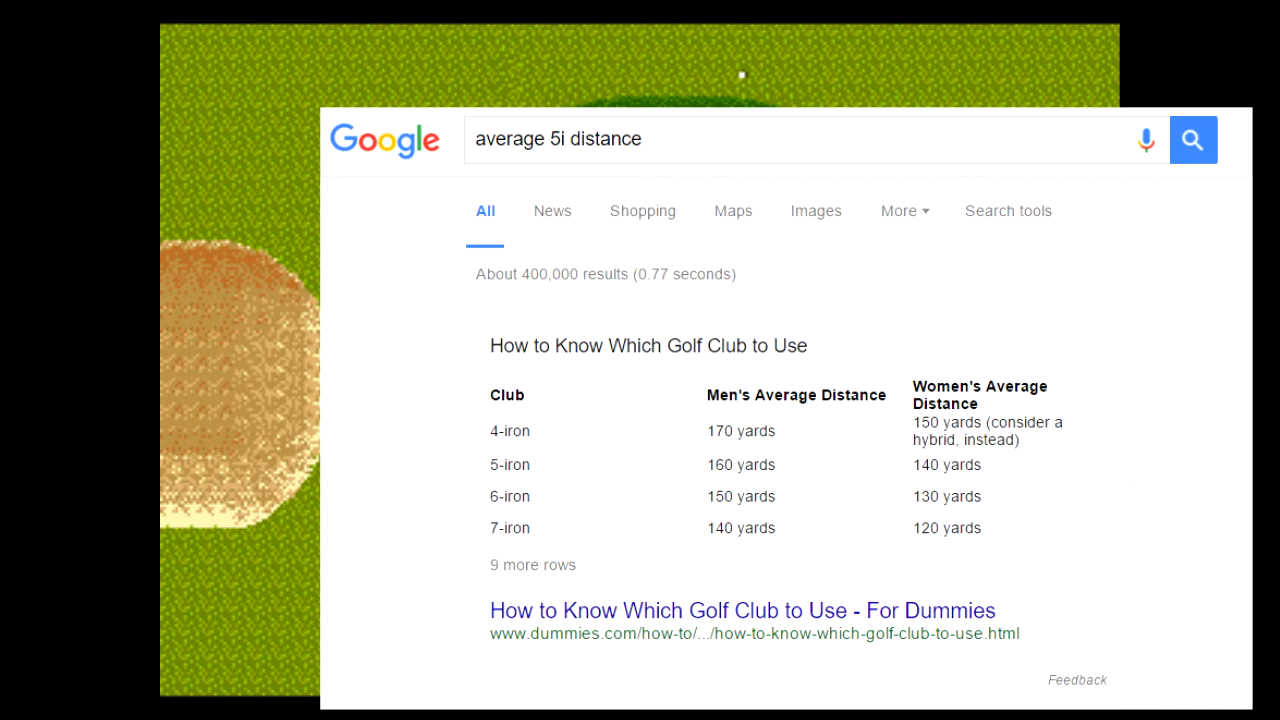 Google
average 5i distance
All News Shopping Maps Images More Search tools
About 400,000 results (0.77 seconds)
How to Know Which Golf Club to Use
Club Men's Average Distance Women's Average Distance
4-iron 170 yards 150 yards (consider a hybrid, instead)
5-iron 160 yards 140 yards
6-iron 150 yards 130 yards
7-iron 140 yards 120 yards
9 more rows
How to Know Which Golf Club to Use - For Dummies
www.dummies.com/how-to/.../how-to-know-which-golf-club-to-use.html
Feedback